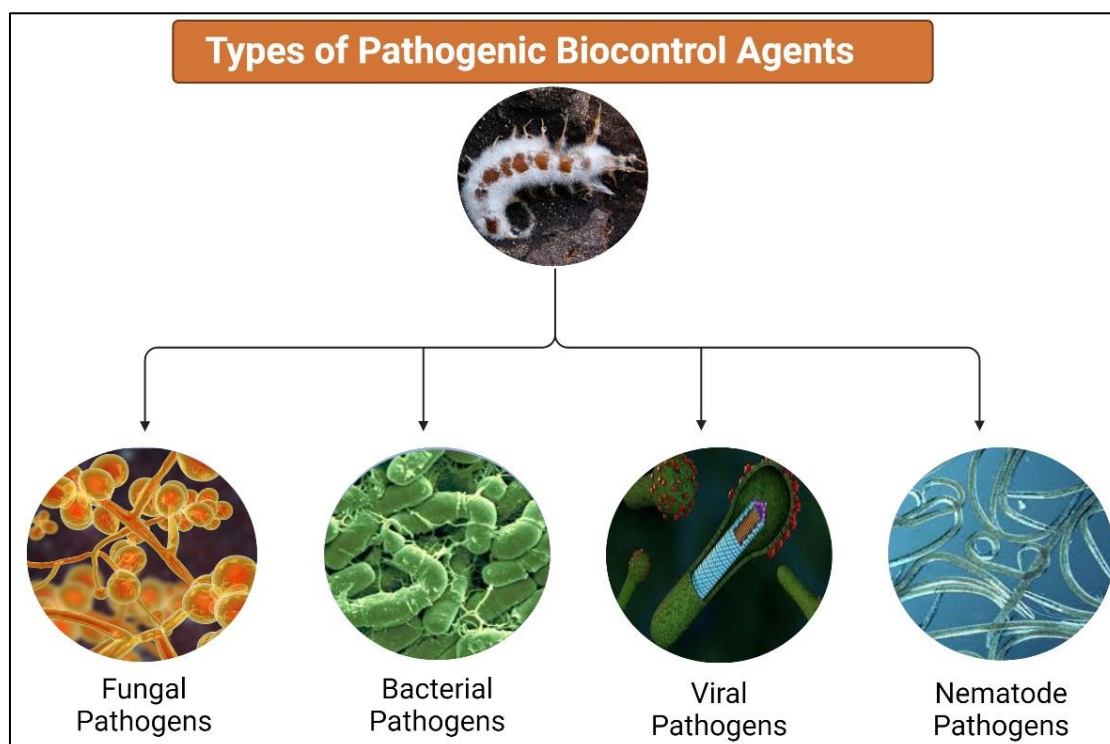 Types of Pathogenic Biocontrol Agents
Fungal
Pathogens
Bacterial
Pathogens
Viral
Pathogens
Nematode
Pathogens